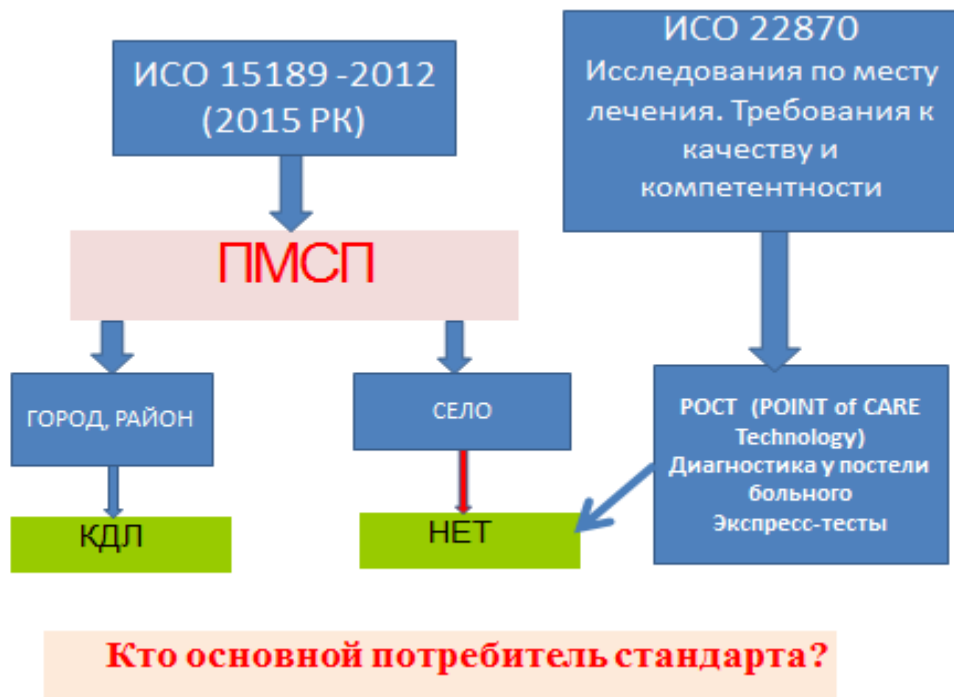 ИСО 15189 -2012
(2015 РК)
ИСО 22870
Исследования по месту
лечения. Требования к
качеству и
компетентности
ПМСП
ГОРОД, РАЙОН
СЕЛО
РОСТ (POINT of CARE
Technology)
Диагностика у постели
больного
Экспресс-тесты
КДЛ
НЕТ
Кто основной потребитель стандарта?